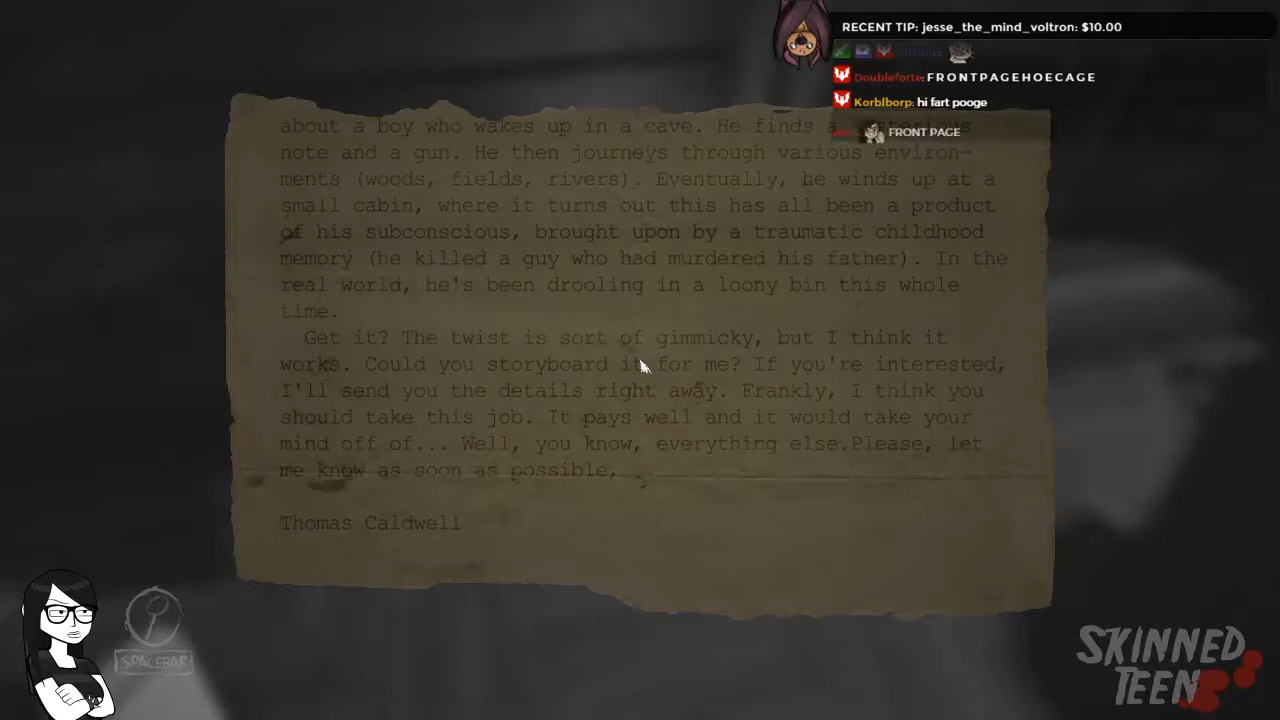 RECENT TIP: jesse_the_mind_voltron: $10.00
Doubleforte: F R O N T P A G E H O E C A G E
Korblborp: hi fart pooge
FRONT PAGE
about a boy who wakes up in a cave. He finds a
note and a gun. He then journeys through various environ-
ments (woods, fields, rivers). Eventually, he winds up at a
small cabin, where it turns out this has all been a product
of his subconscious, brought upon by a traumatic childhood
memory (he killed a guy who had murdered his father). In the
real world, he's been drooling in a loony bin this whole
time.
Get it? The twist is sort of gimmicky, but I think it
works. Could you storyboard it for me? If you're interested,
I'll send you the details right away. Frankly, I think you
should take this job. It pays well and it would take your
mind off of... Well, you know, everything else.Please, let
me know as soon as possible,
Thomas Caldwell
SPACEBAR
SKINNED
TEEN